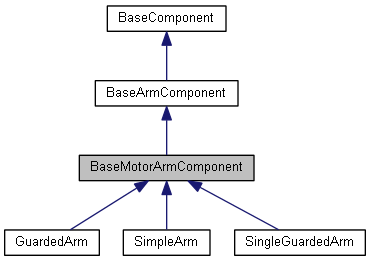 BaseComponent
BaseArmComponent
BaseMotorArmComponent
GuardedArm
SimpleArm
SingleGuardedArm